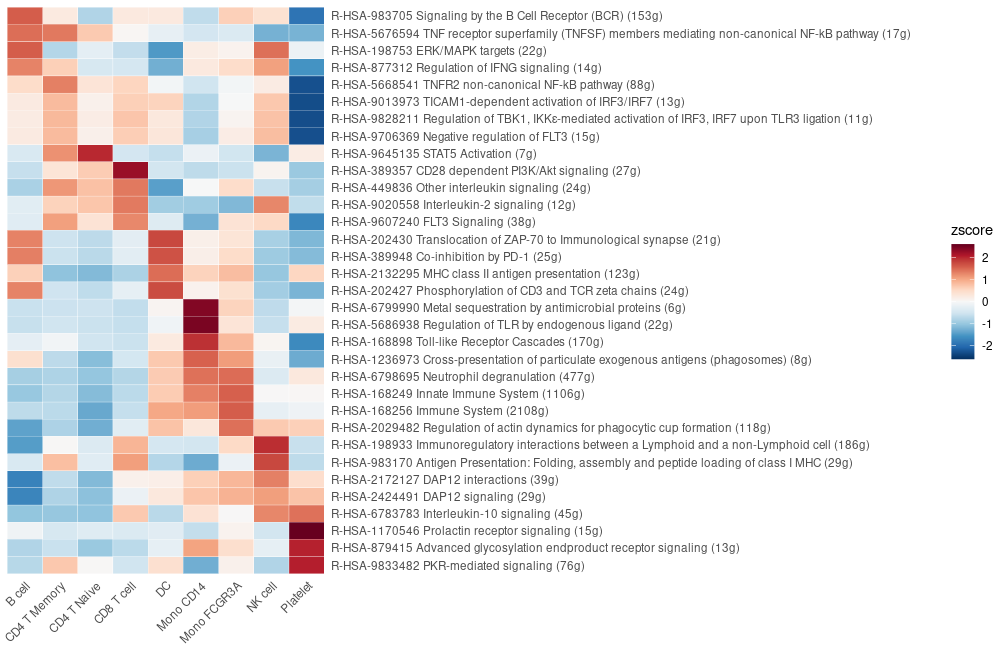 R-HSA-983705 Signaling by the B Cell Receptor (BCR) (153g)
R-HSA-5676594 TNF receptor superfamily (TNFSF) members mediating non-canonical NF-kB pathway (17g)
R-HSA-198753 ERK/MAPK targets (22g)
R-HSA-877312 Regulation of IFNG signaling (14g)
R-HSA-5668541 TNFR2 non-canonical NF-kB pathway (88g)
R-HSA-9013973 TICAM1-dependent activation of IRF3/IRF7 (13g)
R-HSA-9828211 Regulation of TBK1, IKKε-mediated activation of IRF3, IRF7 upon TLR3 ligation (11g)
R-HSA-9706369 Negative regulation of FLT3 (15g)
R-HSA-9645135 STAT5 Activation (7g)
R-HSA-389357 CD28 dependent PI3K/Akt signaling (27g)
R-HSA-449836 Other interleukin signaling (24g)
R-HSA-9020558 Interleukin-2 signaling (12g)
R-HSA-9607240 FLT3 Signaling (38g)
R-HSA-202430 Translocation of ZAP-70 to Immunological synapse (21g)
R-HSA-389948 Co-inhibition by PD-1 (25g)
R-HSA-2132295 MHC class II antigen presentation (123g)
R-HSA-202427 Phosphorylation of CD3 and TCR zeta chains (24g)
R-HSA-6799990 Metal sequestration by antimicrobial proteins (6g)
R-HSA-5686938 Regulation of TLR by endogenous ligand (22g)
R-HSA-168898 Toll-like Receptor Cascades (170g)
R-HSA-1236973 Cross-presentation of particulate exogenous antigens (phagosomes) (8g)
R-HSA-6798695 Neutrophil degranulation (477g)
R-HSA-168249 Innate Immune System (1106g)
R-HSA-168256 Immune System (2108g)
R-HSA-2029482 Regulation of actin dynamics for phagocytic cup formation (118g)
R-HSA-198933 Immunoregulatory interactions between a Lymphoid and a non-Lymphoid cell (186g)
R-HSA-983170 Antigen Presentation: Folding, assembly and peptide loading of class I MHC (29g)
R-HSA-2172127 DAP12 interactions (39g)
R-HSA-2424491 DAP12 signaling (29g)
R-HSA-6783783 Interleukin-10 signaling (45g)
R-HSA-1170546 Prolactin receptor signaling (15g)
R-HSA-879415 Advanced glycosylation endproduct receptor signaling (13g)
R-HSA-9833482 PKR-mediated signaling (76g)
B cell
CD4 T Memory
CD4 T Naive
CD8 T cell
DC
Mono CD14
Mono FCGR3A
NK cell
Platelet
zscore
2
1
0
-1
-2